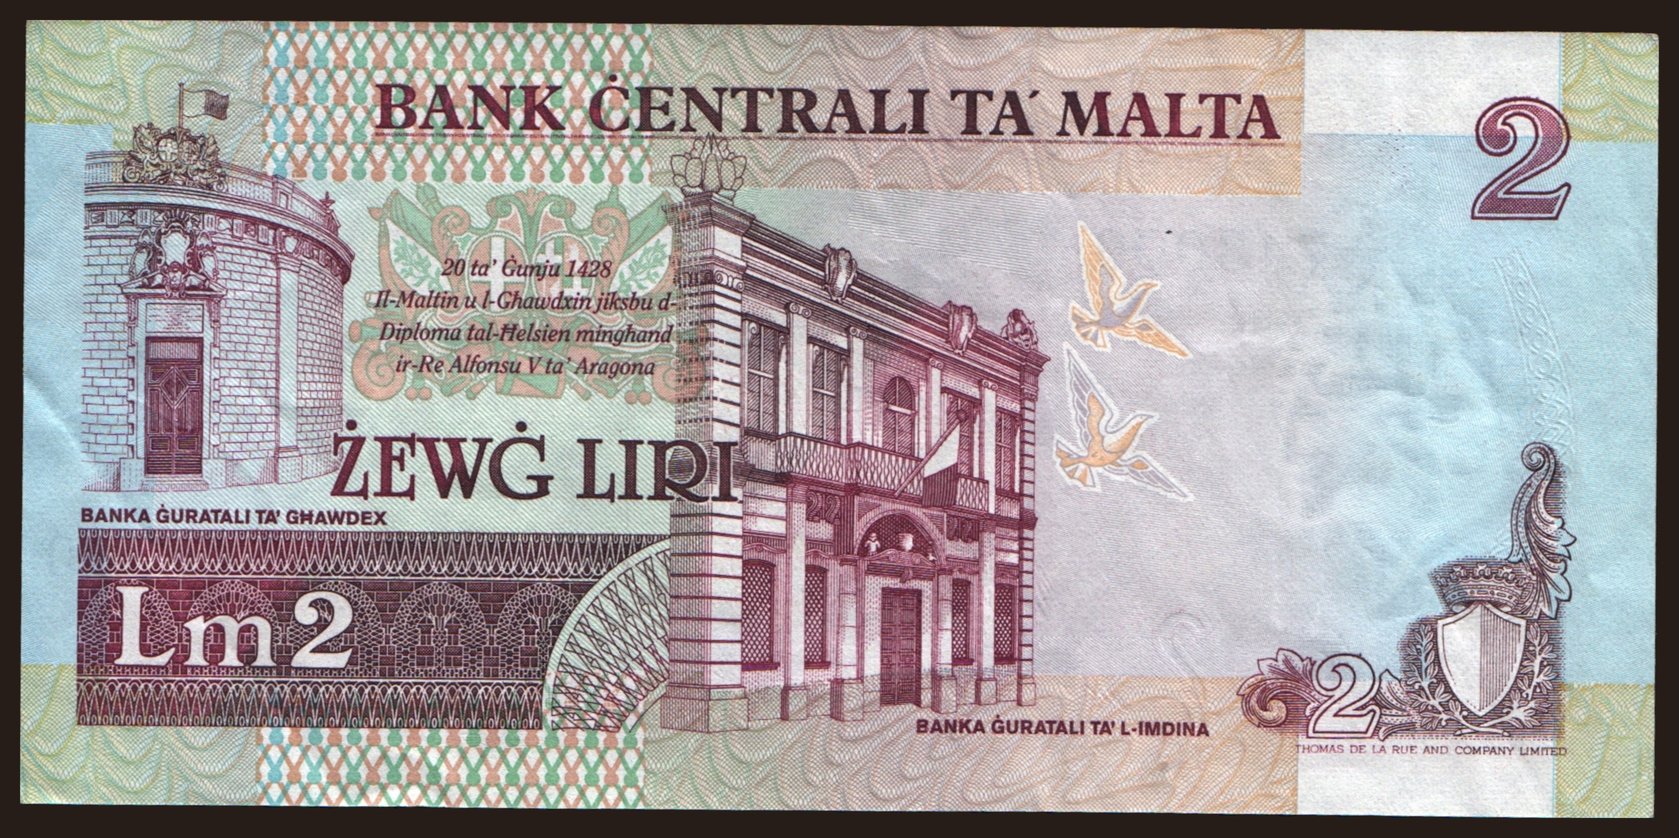 BANK ĊENTRALI TA' MALTA
2
20 ta' Ġunju 1428
Il-Maltin u l-Għawdxin jiksbu d-
Diploma tal-Ħelsien mingħand
ir-Re Alfonsu V ta' Aragona
ŻEWĠ LIRI
BANKA ĠURATALI TA' GĦAWDEX
Lm 2
BANKA ĠURATALI TA' L-IMDINA
2
THOMAS DE LA RUE AND COMPANY LIMITED